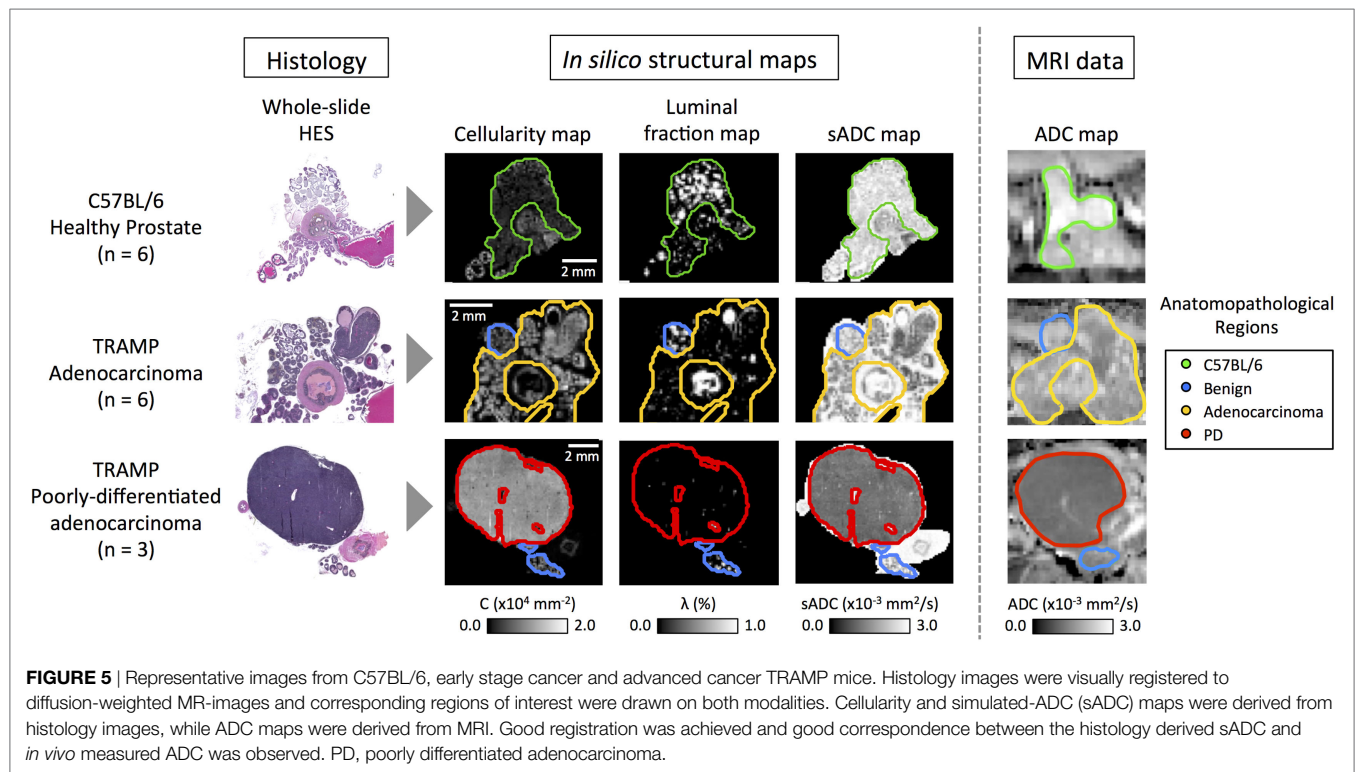 Histology
In silico structural maps
MRI data
Whole-slide
HES
Cellularity map
Luminal
fraction map
sADC map
ADC map
C57BL/6
Healthy Prostate
(n = 6)
2 mm
TRAMP
Adenocarcinoma
(n = 6)
2 mm
Anatomopathological
Regions
C57BL/6
Benign
Adenocarcinoma
PD
TRAMP
Poorly-differentiated
adenocarcinoma
(n = 3)
2 mm
C (x10⁴ mm⁻²)
0.0 2.0
λ (%)
0.0 1.0
sADC (x10⁻³ mm²/s)
0.0 3.0
ADC (x10⁻³ mm²/s)
0.0 3.0
FIGURE 5 | Representative images from C57BL/6, early stage cancer and advanced cancer TRAMP mice. Histology images were visually registered to
diffusion-weighted MR-images and corresponding regions of interest were drawn on both modalities. Cellularity and simulated-ADC (sADC) maps were derived from
histology images, while ADC maps were derived from MRI. Good registration was achieved and good correspondence between the histology derived sADC and
in vivo measured ADC was observed. PD, poorly differentiated adenocarcinoma.